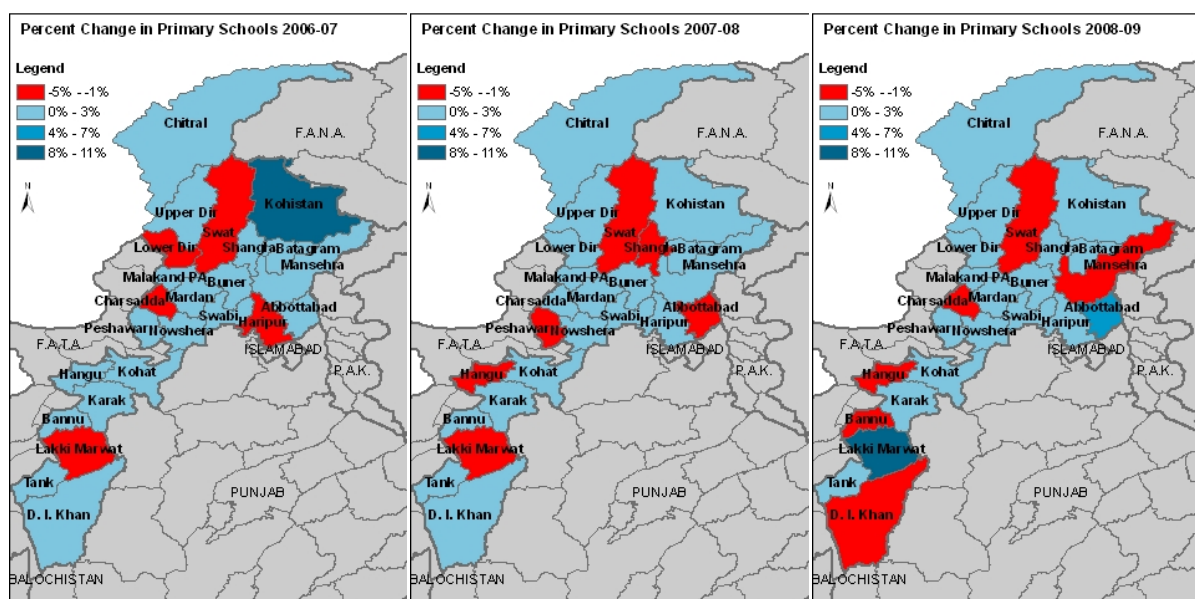 Percent Change in Primary Schools 2006-07
Legend
-5% - -1%
0% - 3%
4% - 7%
8% - 11%
N
Chitral
F.A.N.A.
Kohistan
Upper Dir
Swat
Lower Dir
Shangla
Batagram
Mansehra
Malakand PA
Buner
Charsadda
Mardan
Abbottabad
Swabi
Haripur
Peshawar
Nowshera
ISLAMABAD
F.A.T.A.
P.A.K.
Hangu
Kohat
Karak
Bannu
Lakki Marwat
Tank
PUNJAB
D. I. Khan
BALOCHISTAN
Percent Change in Primary Schools 2007-08
Legend
-5% - -1%
0% - 3%
4% - 7%
8% - 11%
N
Chitral
F.A.N.A.
Kohistan
Upper Dir
Swat
Lower Dir
Shangla
Batagram
Mansehra
Malakand PA
Buner
Charsadda
Mardan
Abbottabad
Swabi
Haripur
Peshawar
Nowshera
ISLAMABAD
F.A.T.A.
P.A.K.
Hangu
Kohat
Karak
Bannu
Lakki Marwat
Tank
PUNJAB
D. I. Khan
BALOCHISTAN
Percent Change in Primary Schools 2008-09
Legend
-5% - -1%
0% - 3%
4% - 7%
8% - 11%
N
Chitral
F.A.N.A.
Kohistan
Upper Dir
Swat
Lower Dir
Shangla
Batagram
Mansehra
Malakand PA
Buner
Charsadda
Mardan
Abbottabad
Swabi
Haripur
Peshawar
Nowshera
ISLAMABAD
F.A.T.A.
P.A.K.
Hangu
Kohat
Karak
Bannu
Lakki Marwat
Tank
PUNJAB
D. I. Khan
BALOCHISTAN